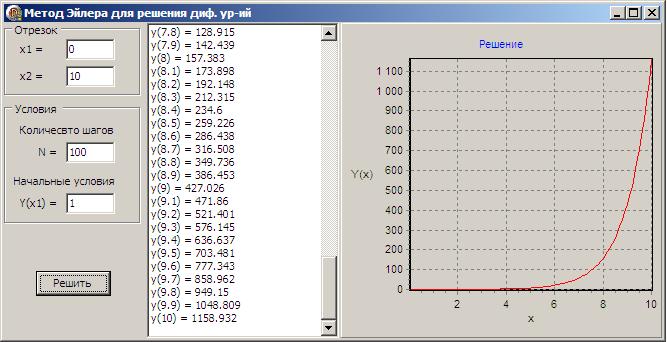 Метод Эйлера для решения диф. ур-ий
Отрезок
x1 = 0
x2 = 10
Условия
Количесвто шагов
N = 100
Начальные условия
Y(x1) = 1
Решить
y(7.8) = 128.915
y(7.9) = 142.439
y(8) = 157.383
y(8.1) = 173.898
y(8.2) = 192.148
y(8.3) = 212.315
y(8.4) = 234.6
y(8.5) = 259.226
y(8.6) = 286.438
y(8.7) = 316.508
y(8.8) = 349.736
y(8.9) = 386.453
y(9) = 427.026
y(9.1) = 471.86
y(9.2) = 521.401
y(9.3) = 576.145
y(9.4) = 636.637
y(9.5) = 703.481
y(9.6) = 777.343
y(9.7) = 858.962
y(9.8) = 949.15
y(9.9) = 1048.809
y(10) = 1158.932
Решение
1 100
1 000
900
800
700
600
500
400
300
200
100
0
Y(x)
2 4 6 8 10
x